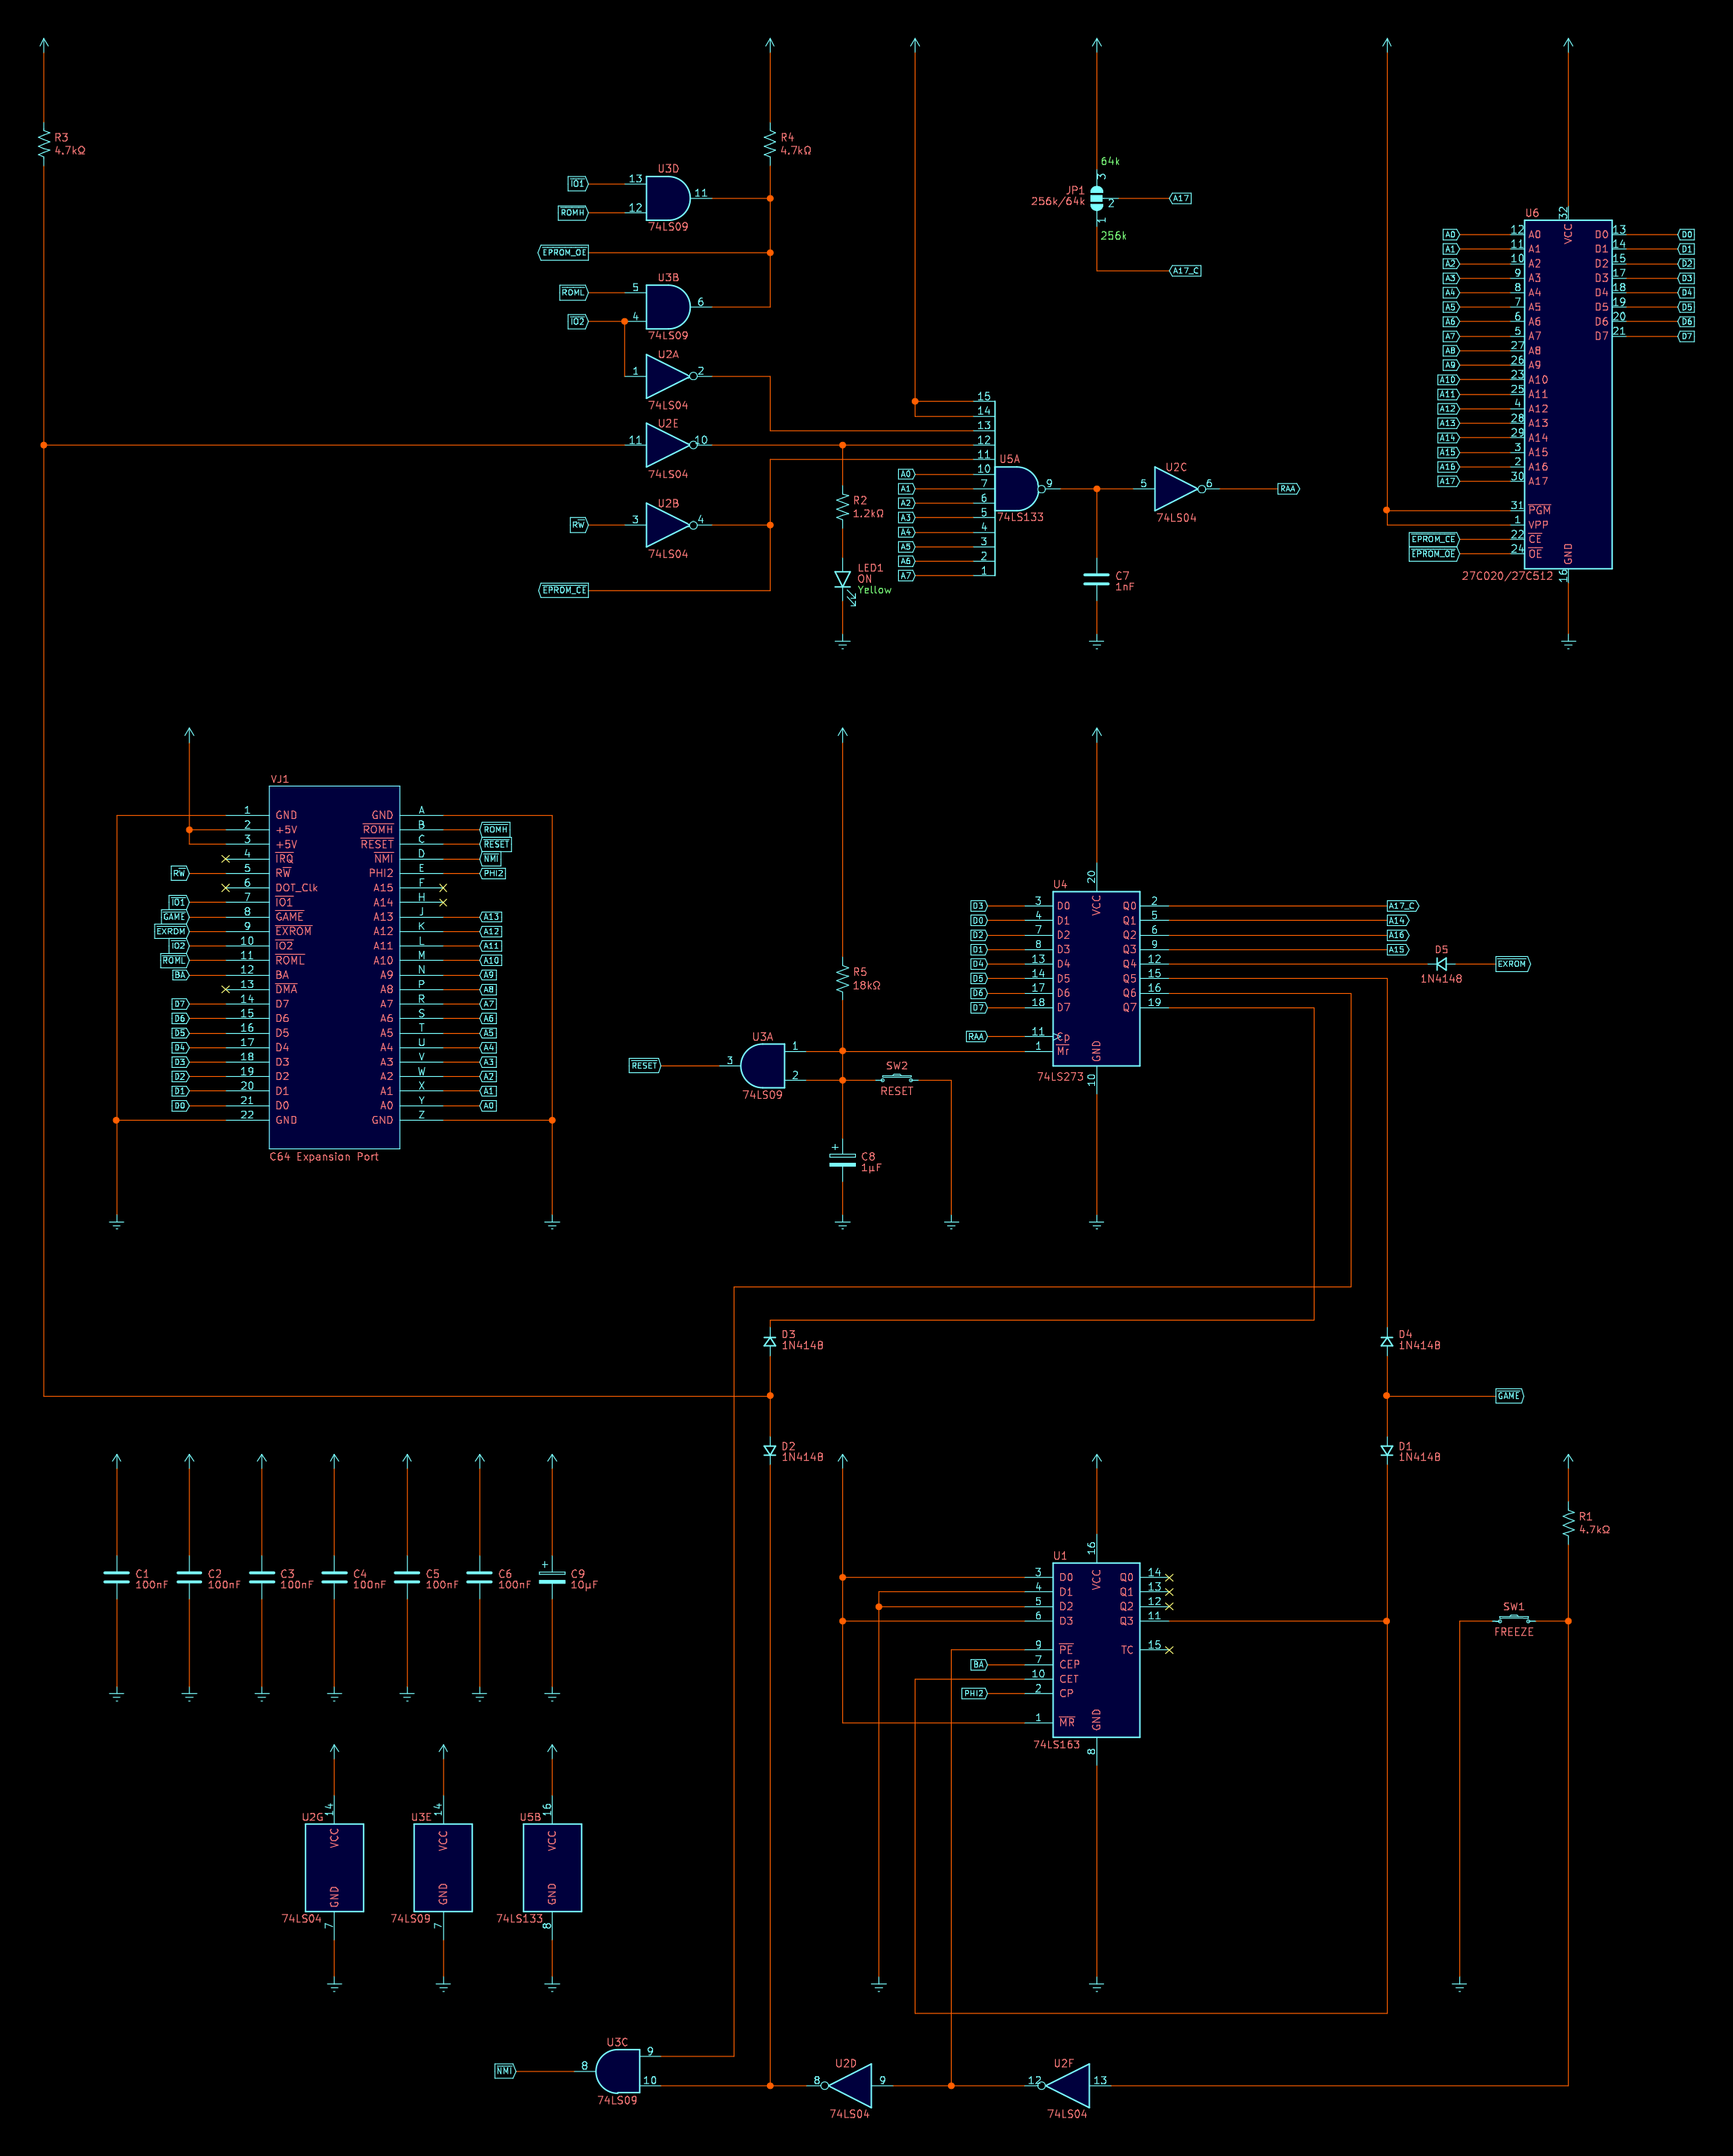 R3
4.7kΩ
R4
4.7kΩ
U3D
IO1
13
11
ROMH
12
74LS09
EPROM_OE
U3B
ROML
5
6
IO2
4
74LS09
U2A
1
2
74LS04
U2E
11
10
74LS04
U2B
RW
3
4
74LS04
EPROM_CE
R2
1.2kΩ
LED1
ON
Yellow
15
14
13
12
11
U5A
A0 10
A1 7
A2 6
A3 5
A4 4
A5 3
A6 2
A7 1
9
74LS133
U2C
5
6
RAA
74LS04
C7
1nF
64k
3
JP1
256k/64k
2
A17
1
256k
A17_C
U6
32
VCC
A0 12 A0 D0 13 D0
A1 11 A1 D1 14 D1
A2 10 A2 D2 15 D2
A3 9 A3 D3 17 D3
A4 8 A4 D4 18 D4
A5 7 A5 D5 19 D5
A6 6 A6 D6 20 D6
A7 5 A7 D7 21 D7
A8 27 A8
A9 26 A9
A10 23 A10
A11 25 A11
A12 4 A12
A13 28 A13
A14 29 A14
A15 3 A15
A16 2 A16
A17 30 A17
31 PGM
1 VPP
EPROM_CE 22 CE
EPROM_OE 24 OE
GND
16
27C020/27C512
VJ1
1 GND GND A
2 +5V ROMH B ROMH
3 +5V RESET C RESET
4 IRQ NMI D NMI
RW 5 RW PHI2 E PHI2
6 DOT_Clk A15 F
IO1 7 IO1 A14 H
GAME 8 GAME A13 J A13
EXROM 9 EXROM A12 K A12
IO2 10 IO2 A11 L A11
ROML 11 ROML A10 M A10
BA 12 BA A9 N A9
13 DMA A8 P A8
D7 14 D7 A7 R A7
D6 15 D6 A6 S A6
D5 16 D5 A5 T A5
D4 17 D4 A4 U A4
D3 18 D3 A3 V A3
D2 19 D2 A2 W A2
D1 20 D1 A1 X A1
D0 21 D0 A0 Y A0
22 GND GND Z
C64 Expansion Port
R5
18kΩ
U3A
RESET
3
1
2
74LS09
SW2
RESET
+
C8
1µF
U4
20
VCC
D3 3 D0 Q0 2 A17_C
D0 4 D1 Q1 5 A14
D2 7 D2 Q2 6 A16
D1 8 D3 Q3 9 A15
D4 13 D4 Q4 12
D5 14 D5 Q5 15
D6 17 D6 Q6 16
D7 18 D7 Q7 19
RAA 11 Cp
1 Mr
GND
10
74LS273
D5
1N4148
EXROM
D3
1N4148
D4
1N4148
GAME
D2
1N4148
D1
1N4148
C1
100nF
C2
100nF
C3
100nF
C4
100nF
C5
100nF
C6
100nF
+
C9
10µF
U1
16
VCC
3 D0 Q0 14
4 D1 Q1 13
5 D2 Q2 12
6 D3 Q3 11
9 PE TC 15
BA 7 CEP
10 CET
PHI2 2 CP
1 MR
GND
8
74LS163
R1
4.7kΩ
SW1
FREEZE
U2G
14
VCC
GND
74LS04
7
U3E
14
VCC
GND
74LS09
7
U5B
16
VCC
GND
74LS133
8
U3C
NMI
8
9
10
74LS09
U2D
8
9
74LS04
U2F
12
13
74LS04